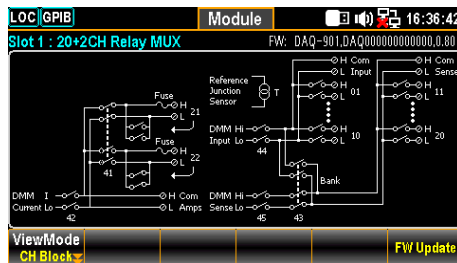 LOC GPIB Module 16:36:42
Slot 1 : 20+2CH Relay MUX FW: DAQ-901,DAQ000000000000,0.80
H Com H Com
L Input L Sense
Reference
Junction
Sensor
T
H 01 H 11
L L
Fuse
H
21
L
DMM Hi
Input Lo
44
H 10 H 20
L L
Fuse
H
22
L
41
Bank
DMM I H Com
Current Lo L Amps
42
DMM Hi
Sense Lo
45 43
ViewMode
CH Block
FW Update